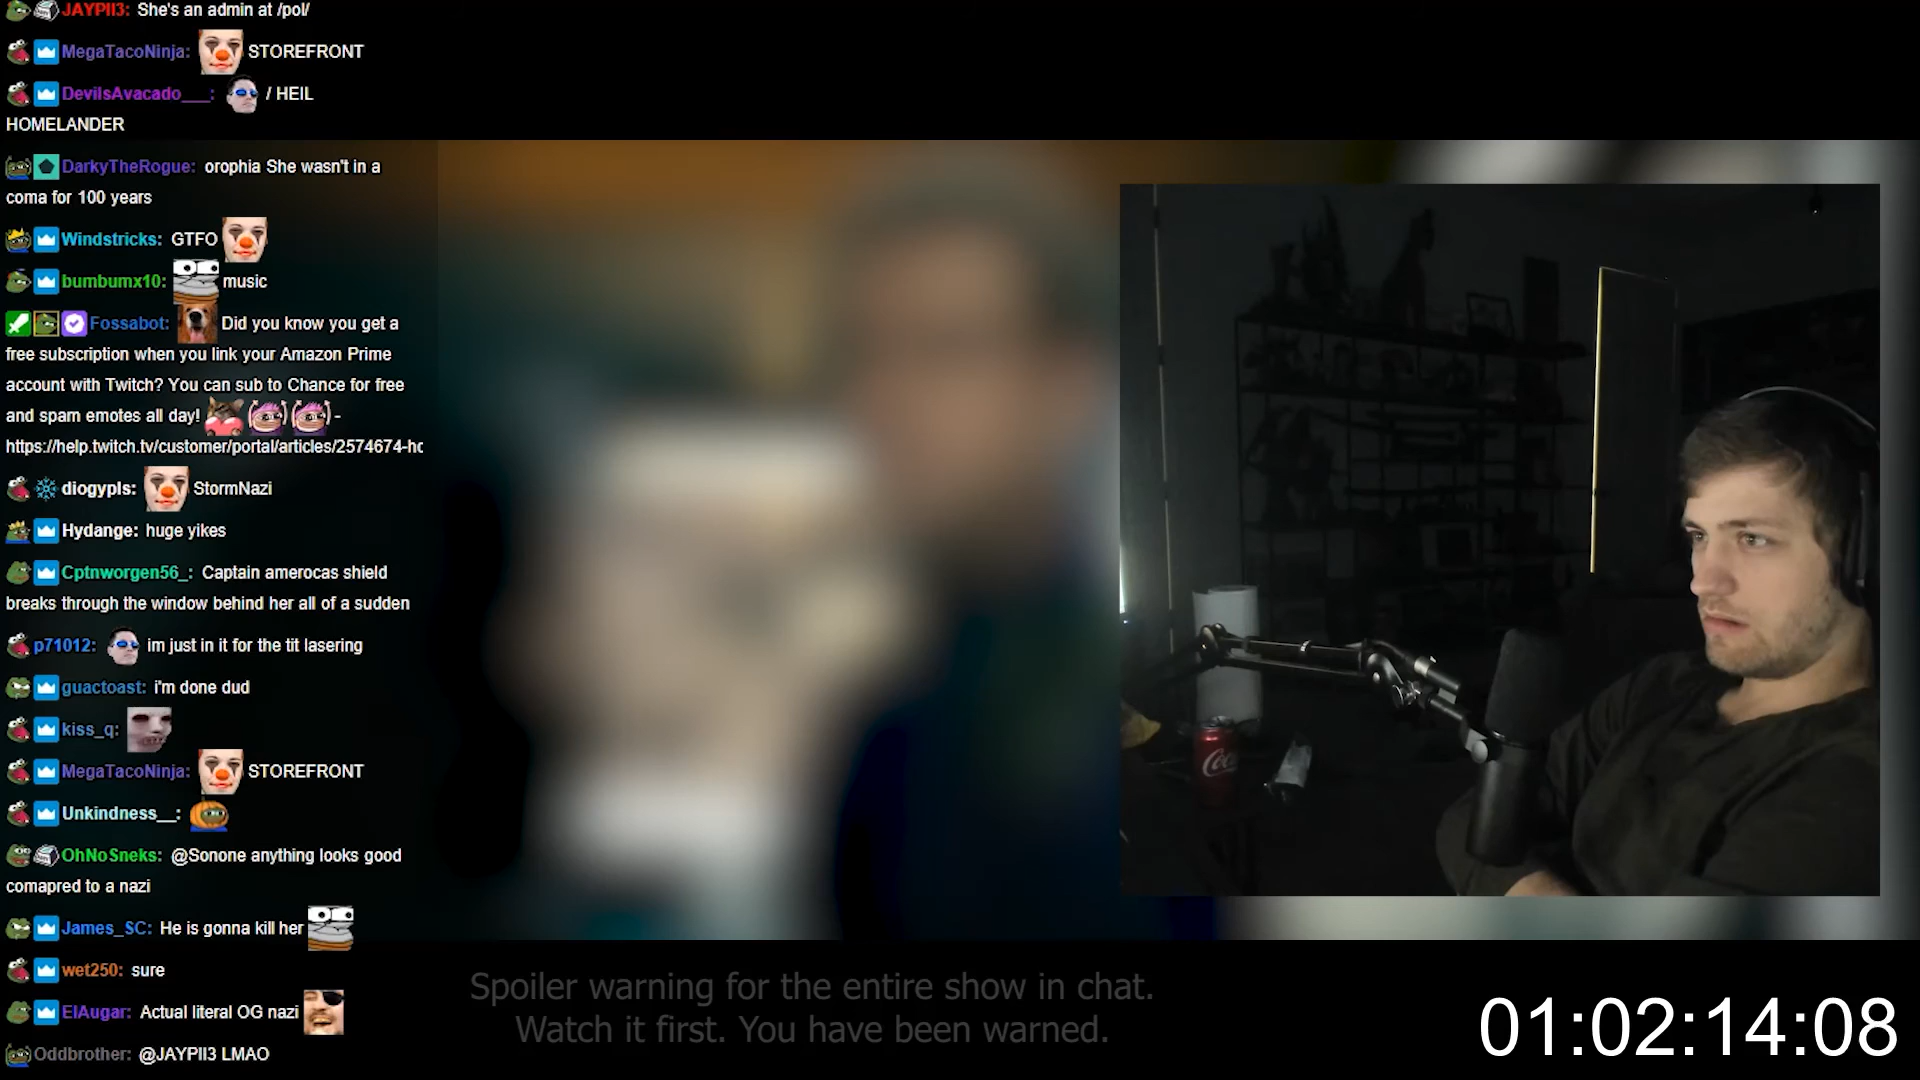 JAYPII3: She's an admin at /pol/
MegaTacoNinja: STOREFRONT
DevilsAvacado___: / HEIL
HOMELANDER
DarkyTheRogue: orophia She wasn't in a
coma for 100 years
Windstricks: GTFO
bumbumx10: music
Fossabot: Did you know you get a
free subscription when you link your Amazon Prime
account with Twitch? You can sub to Chance for free
and spam emotes all day! -
https://help.twitch.tv/customer/portal/articles/2574674-hc
diogypls: StormNazi
Hydange: huge yikes
Cptnworgen56_: Captain amerocas shield
breaks through the window behind her all of a sudden
p71012: im just in it for the tit lasering
guactoast: i'm done dud
kiss_q:
MegaTacoNinja: STOREFRONT
Unkindness__:
OhNoSneks: @Sonone anything looks good
comapred to a nazi
James_SC: He is gonna kill her
wet250: sure
ElAugar: Actual literal OG nazi
Oddbrother: @JAYPII3 LMAO
Coca
Spoiler warning for the entire show in chat.
Watch it first. You have been warned.
01:02:14:08